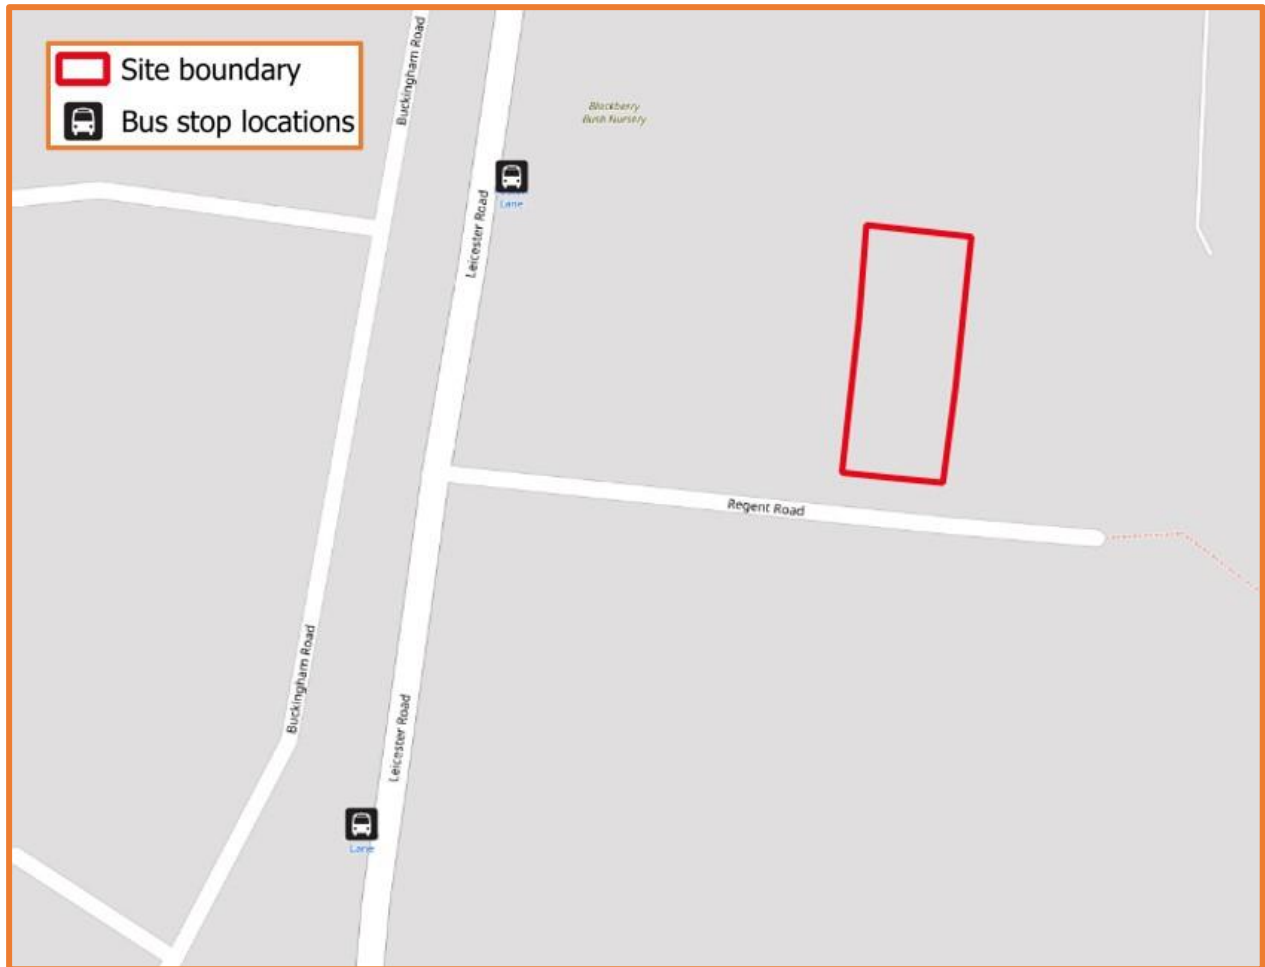 Site boundary
Bus stop locations
Buckingham Road
Blackberry
Bush Nursery
Lane
Leicester Road
Regent Road
Buckingham Road
Leicester Road
Lane